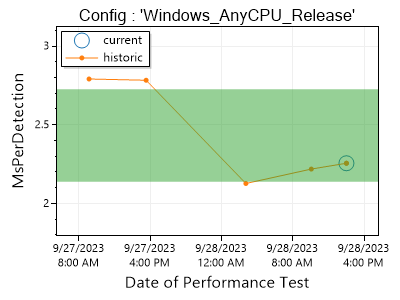 Config : 'Windows_AnyCPU_Release'
current
historic
MsPerDetection
3
2.5
2
9/27/2023 9/27/2023 9/28/2023 9/28/2023 9/28/2023
8:00 AM 4:00 PM 12:00 AM 8:00 AM 4:00 PM
Date of Performance Test